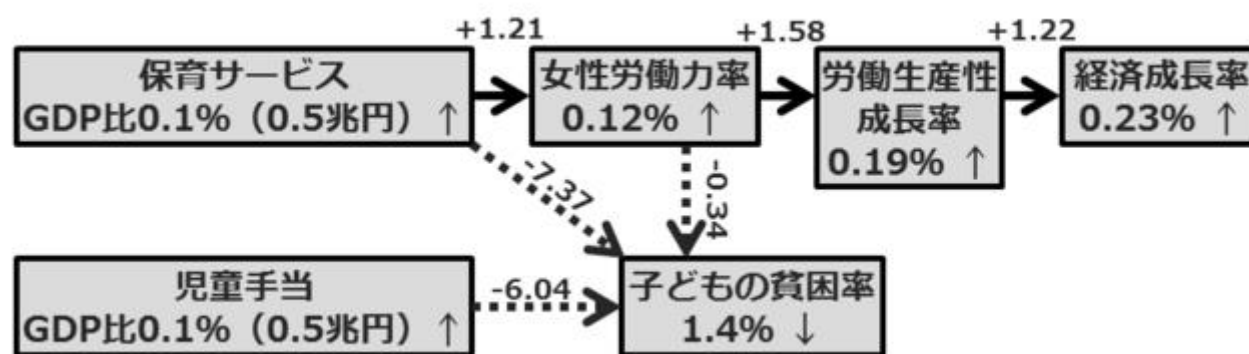 +1.21
+1.58
+1.22
保育サービス
GDP比0.1%（0.5兆円）↑
女性労働力率
0.12% ↑
労働生産性
成長率
0.19% ↑
経済成長率
0.23% ↑
-7.37
-0.34
児童手当
GDP比0.1%（0.5兆円）↑
-6.04
子どもの貧困率
1.4% ↓